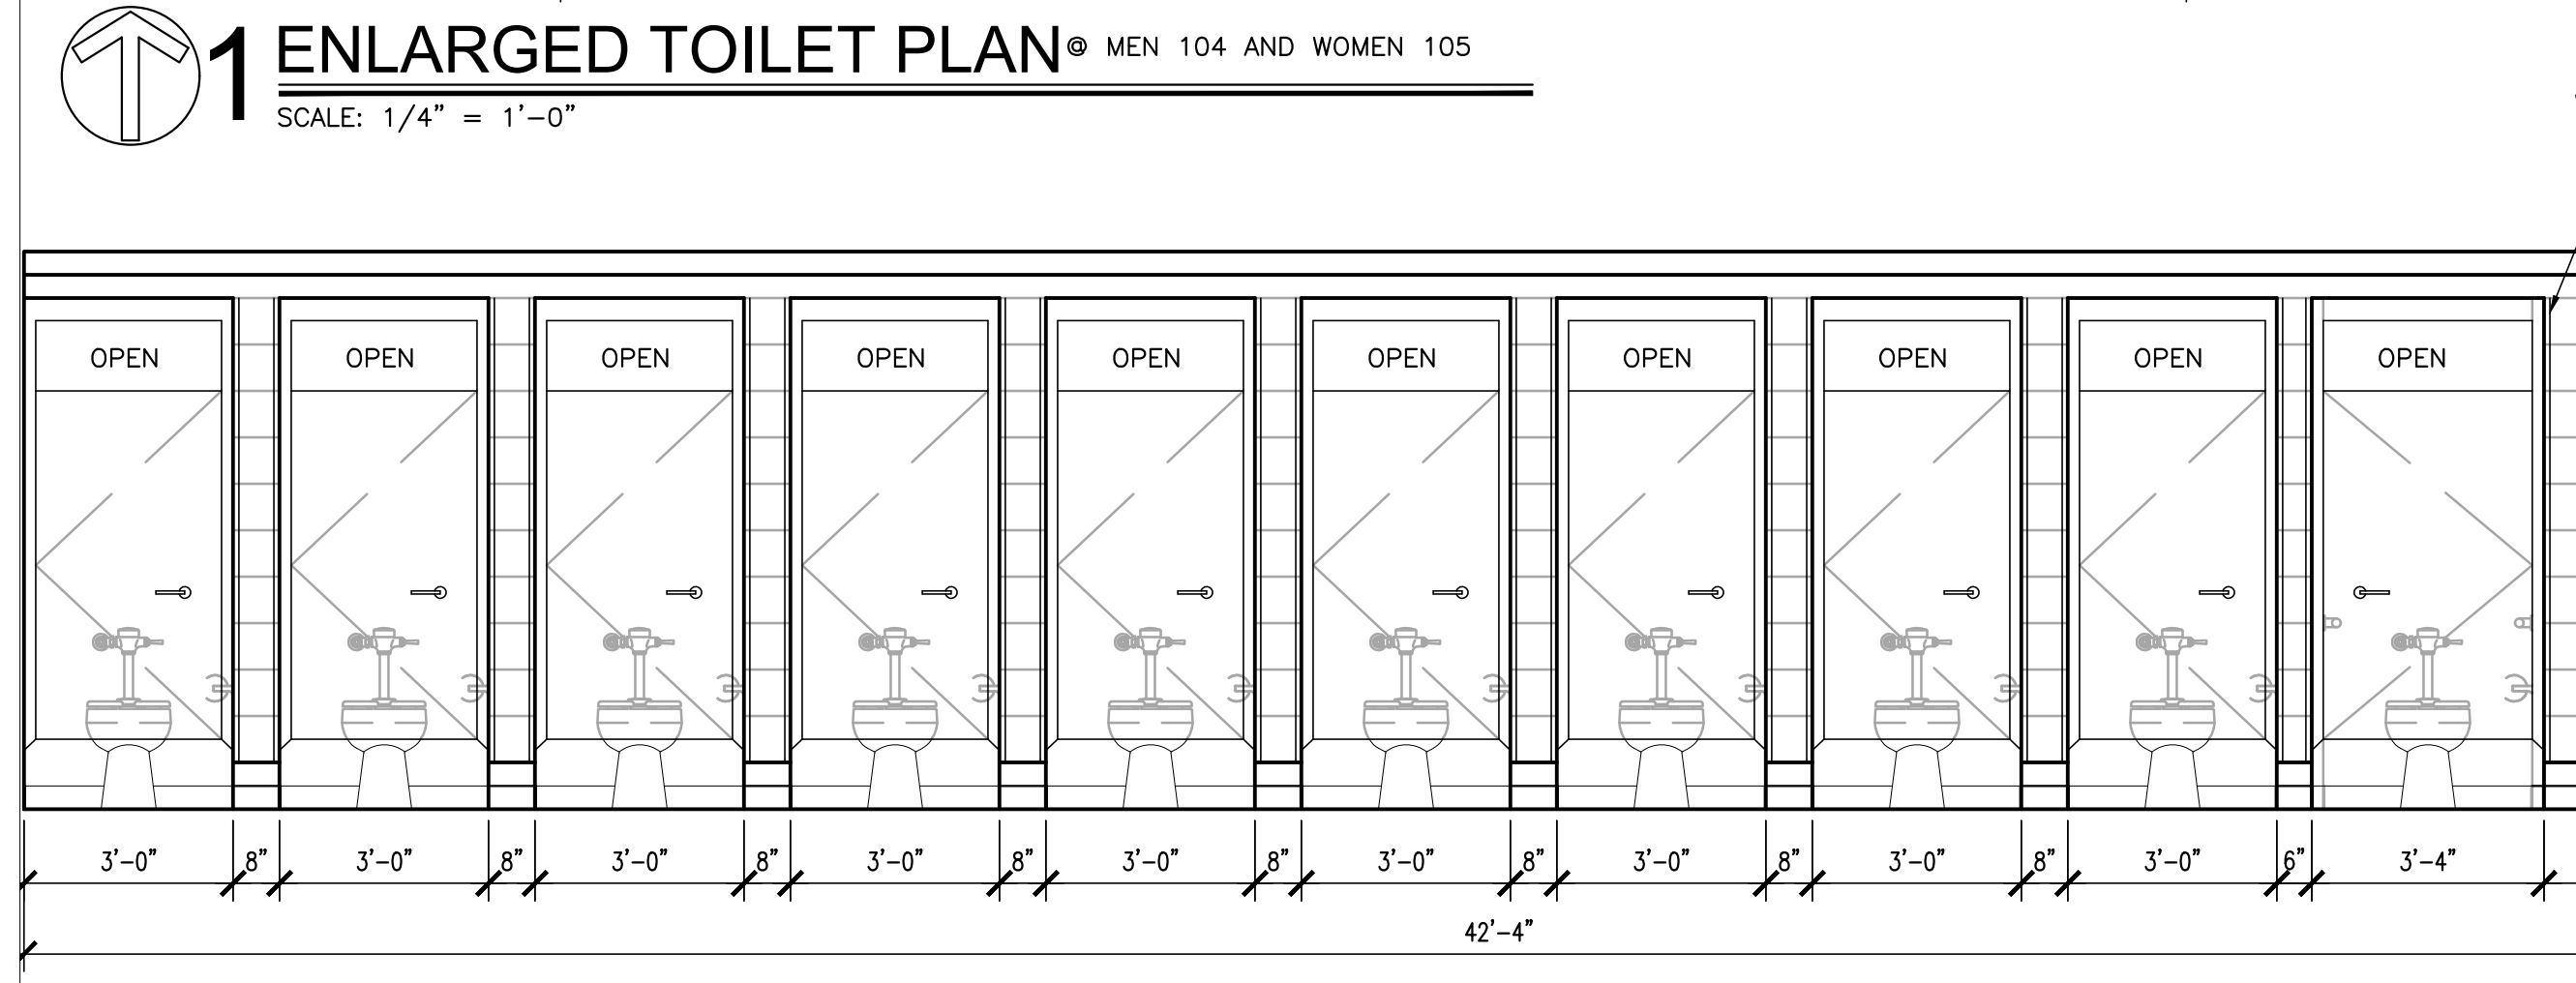 1 ENLARGED TOILET PLAN @ MEN 104 AND WOMEN 105
SCALE: 1/4" = 1'-0"
OPEN OPEN OPEN OPEN OPEN OPEN OPEN OPEN OPEN OPEN
3'-0" 8" 3'-0" 8" 3'-0" 8" 3'-0" 8" 3'-0" 8" 3'-0" 8" 3'-0" 8" 3'-0" 8" 3'-0" 6" 3'-4"
42'-4"